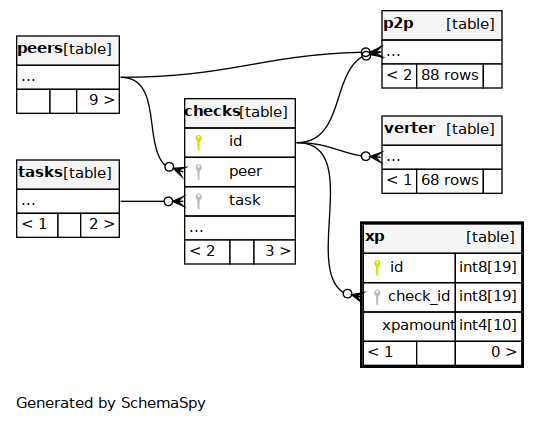 peers [table]
...
9 >
tasks [table]
...
< 1 2 >
checks [table]
id
peer
task
...
< 2 3 >
p2p [table]
...
< 2 88 rows
verter [table]
...
< 1 68 rows
xp [table]
id int8[19]
check_id int8[19]
xpamount int4[10]
< 1 0 >
Generated by SchemaSpy